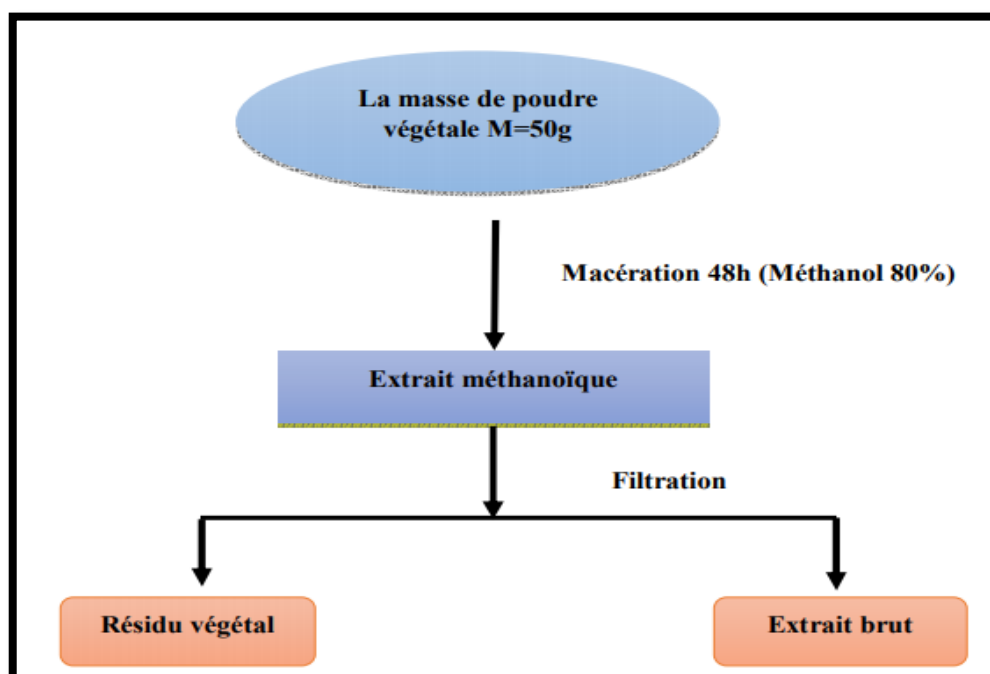 La masse de poudre
végétale M=50g
Macération 48h (Méthanol 80%)
Extrait méthanoïque
Filtration
Résidu végétal
Extrait brut